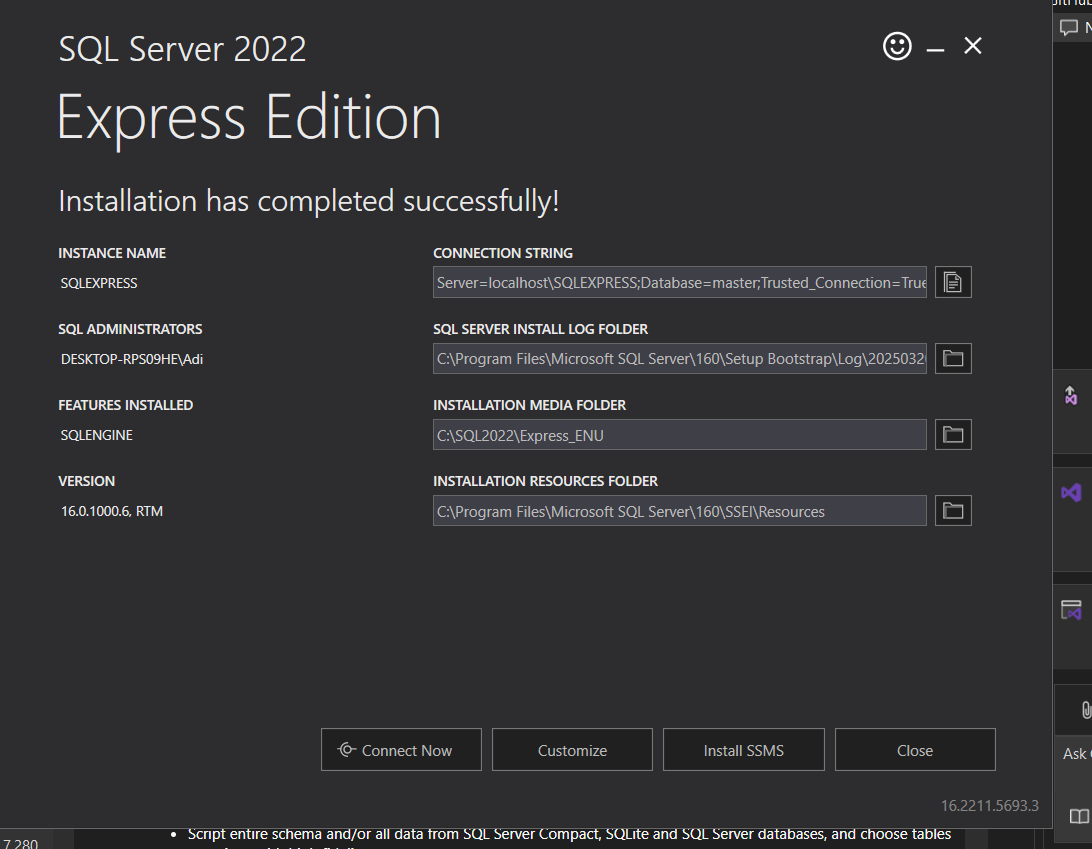 SQL Server 2022
Express Edition
Installation has completed successfully!
INSTANCE NAME
SQLEXPRESS
CONNECTION STRING
Server=localhost\SQLEXPRESS;Database=master;Trusted_Connection=True
SQL ADMINISTRATORS
DESKTOP-RPS09HE\Adi
SQL SERVER INSTALL LOG FOLDER
C:\Program Files\Microsoft SQL Server\160\Setup Bootstrap\Log\2025032
FEATURES INSTALLED
SQLENGINE
INSTALLATION MEDIA FOLDER
C:\SQL2022\Express_ENU
VERSION
16.0.1000.6, RTM
INSTALLATION RESOURCES FOLDER
C:\Program Files\Microsoft SQL Server\160\SSEI\Resources
Connect Now
Customize
Install SSMS
Close
16.2211.5693.3
Ask
7,280
• Script entire schema and/or all data from SQL Server Compact, SQLite and SQL Server databases, and choose tables